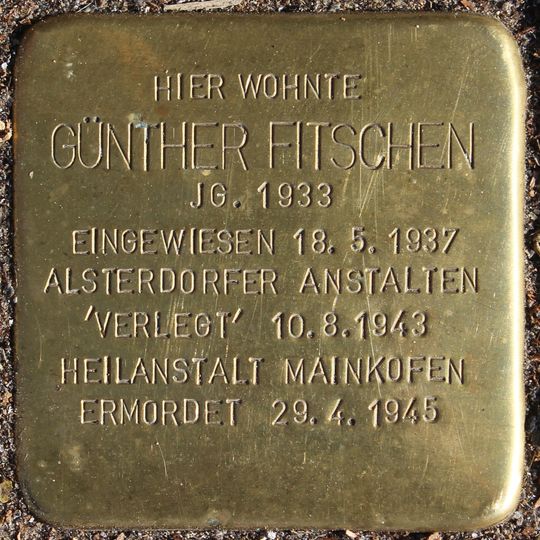 HIER WOHNTE
GÜNTHER FITSCHEN
JG. 1933
EINGEWIESEN 18. 5. 1937
ALSTERDORFER ANSTALTEN
'VERLEGT' 10.8.1943
HEILANSTALT MAINKOFEN
ERMORDET 29. 4. 1945